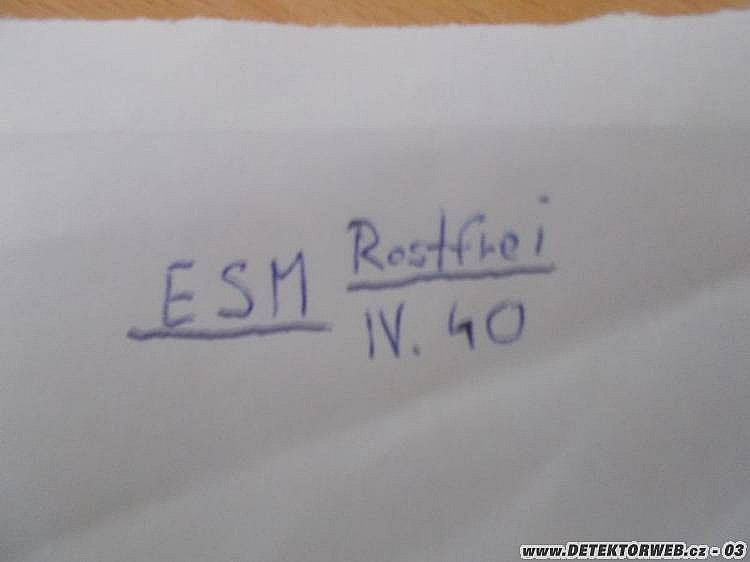 ESM Rostfrei
IV. 40
www.DETEKTORWEB.cz - 03